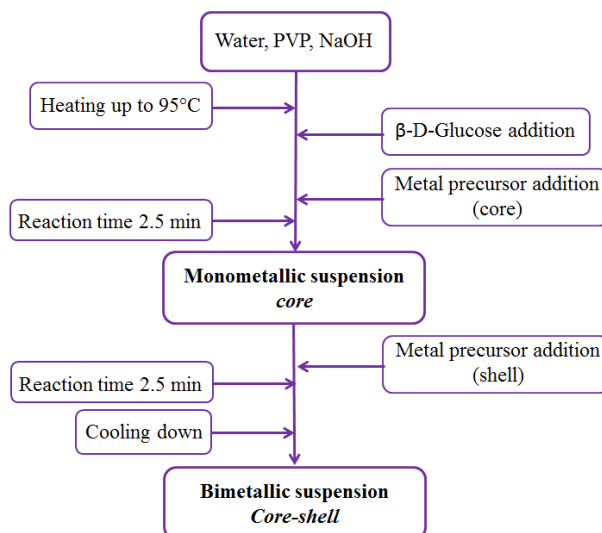 Water, PVP, NaOH
Heating up to 95°C
β-D-Glucose addition
Metal precursor addition
(core)
Reaction time 2.5 min
Monometallic suspension
core
Metal precursor addition
(shell)
Reaction time 2.5 min
Cooling down
Bimetallic suspension
Core-shell